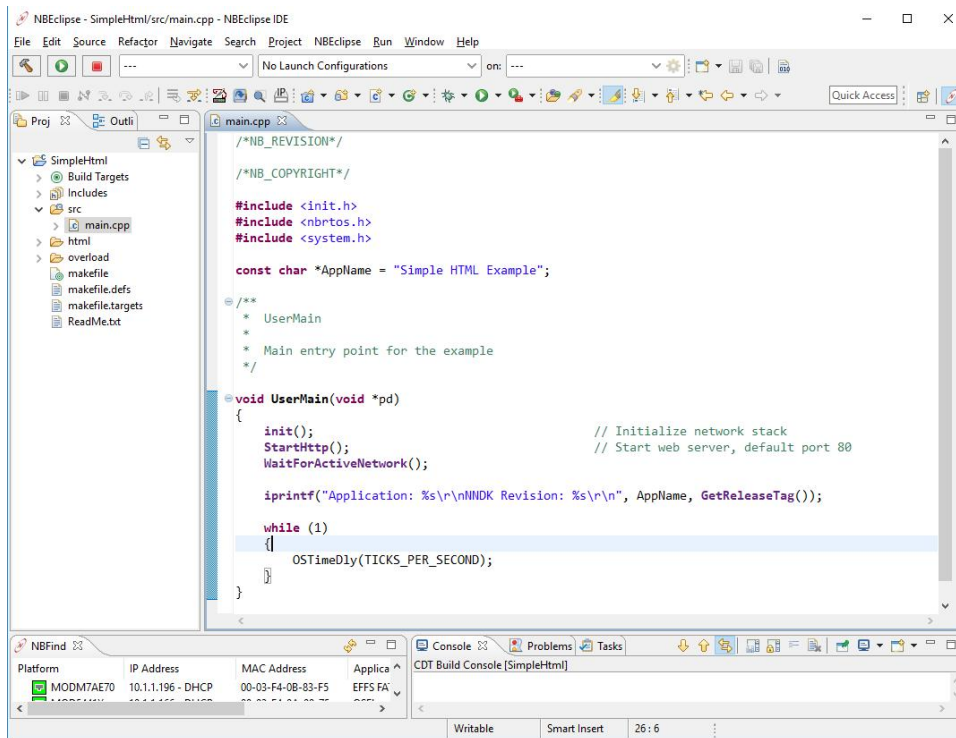 NBEclipse - SimpleHtml/src/main.cpp - NBEclipse IDE
File Edit Source Refactor Navigate Search Project NBEclipse Run Window Help
--- No Launch Configurations on: ---
Quick Access
Proj Outli main.cpp
SimpleHtml
Build Targets
Includes
src
main.cpp
html
overload
makefile
makefile.defs
makefile.targets
ReadMe.txt
/*NB_REVISION*/
/*NB_COPYRIGHT*/
#include <init.h>
#include <nbrtos.h>
#include <system.h>
const char *AppName = "Simple HTML Example";
/**
* UserMain
*
* Main entry point for the example
*/
void UserMain(void *pd)
{
init(); // Initialize network stack
StartHttp(); // Start web server, default port 80
WaitForActiveNetwork();
iprintf("Application: %s\r\nNNDK Revision: %s\r\n", AppName, GetReleaseTag());
while (1)
{
OSTimeDly(TICKS_PER_SECOND);
}
}
NBFind
Platform IP Address MAC Address Applica
MODM7AE70 10.1.1.196 - DHCP 00-03-F4-0B-83-F5 EFFS FA
Console Problems Tasks
CDT Build Console [SimpleHtml]
Writable Smart Insert 26 : 6